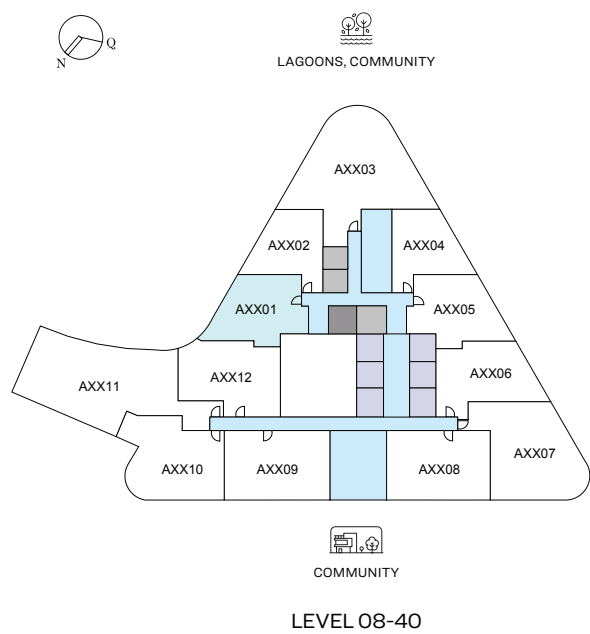 N
Q
LAGOONS, COMMUNITY
AXX03
AXX02
AXX04
AXX01
AXX05
AXX11
AXX12
AXX06
AXX10
AXX09
AXX08
AXX07
COMMUNITY
LEVEL 08-40